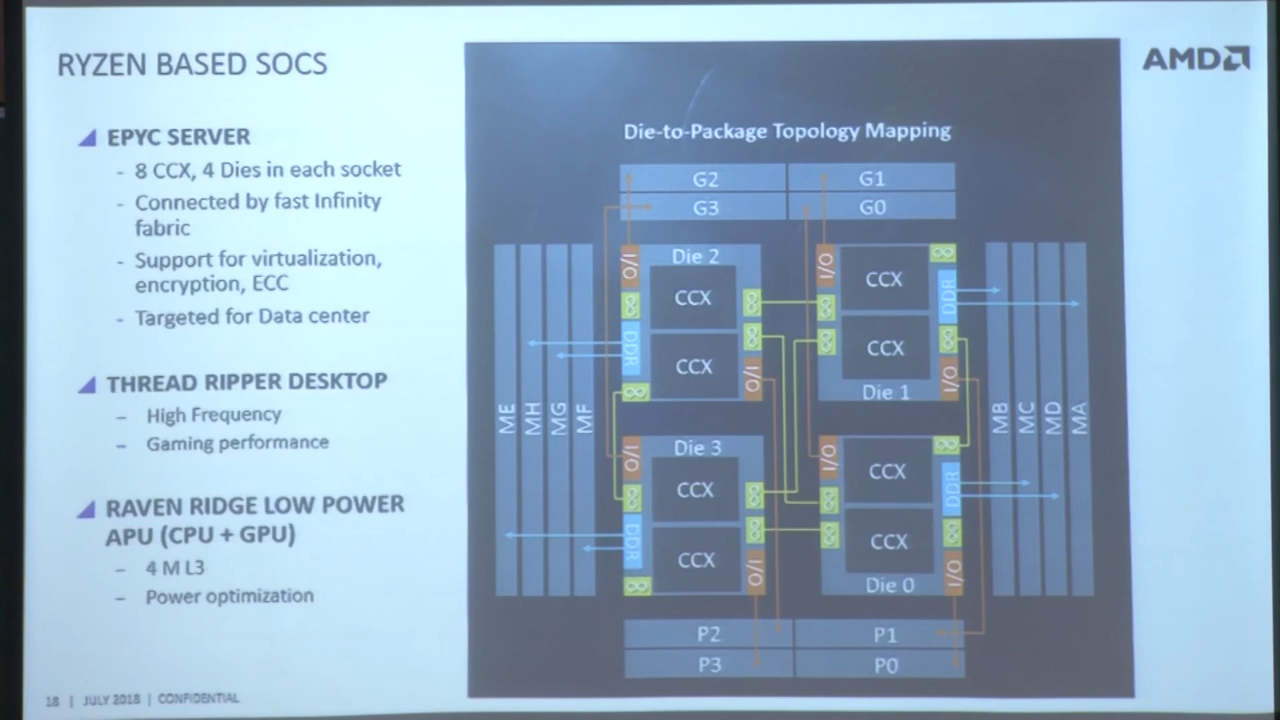 RYZEN BASED SOCS
AMD
EPYC SERVER
- 8 CCX, 4 Dies in each socket
- Connected by fast Infinity
fabric
- Support for virtualization,
encryption, ECC
- Targeted for Data center
THREAD RIPPER DESKTOP
- High Frequency
- Gaming performance
RAVEN RIDGE LOW POWER
APU (CPU + GPU)
- 4 M L3
- Power optimization
18 | JULY 2018 | CONFIDENTIAL
Die-to-Package Topology Mapping
G2 G1
G3 G0
I/O Die 2 I/O
CCX CCX
DDR DDR
CCX CCX
I/O Die 1 I/O
ME MH MG MF MB MC MD MA
I/O Die 3 I/O
CCX CCX
DDR DDR
CCX CCX
I/O Die 0 I/O
P2 P1
P3 P0